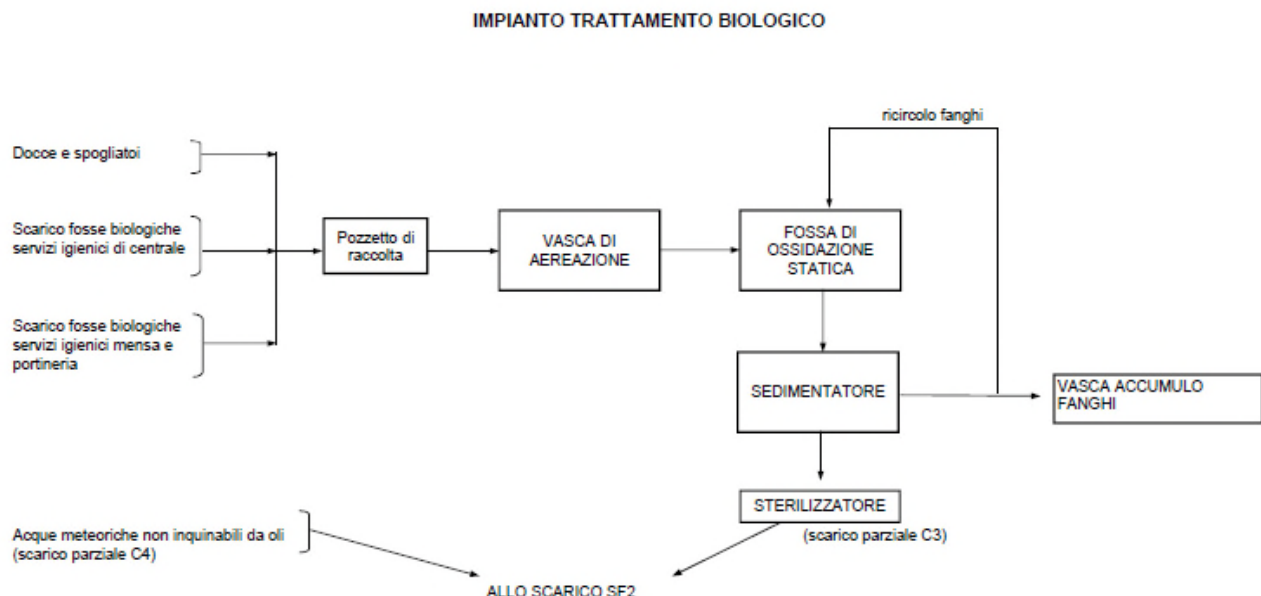 IMPIANTO TRATTAMENTO BIOLOGICO
ricircolo fanghi
Docce e spogliatoi
Scarico fosse biologiche
servizi igienici di centrale
Pozzetto di
raccolta
VASCA DI
AEREAZIONE
FOSSA DI
OSSIDAZIONE
STATICA
Scarico fosse biologiche
servizi igienici mensa e
portineria
SEDIMENTATORE
VASCA ACCUMULO
FANGHI
STERILIZZATORE
(scarico parziale C3)
Acque meteoriche non inquinabili da oli
(scarico parziale C4)
ALLO SCARICO SF2